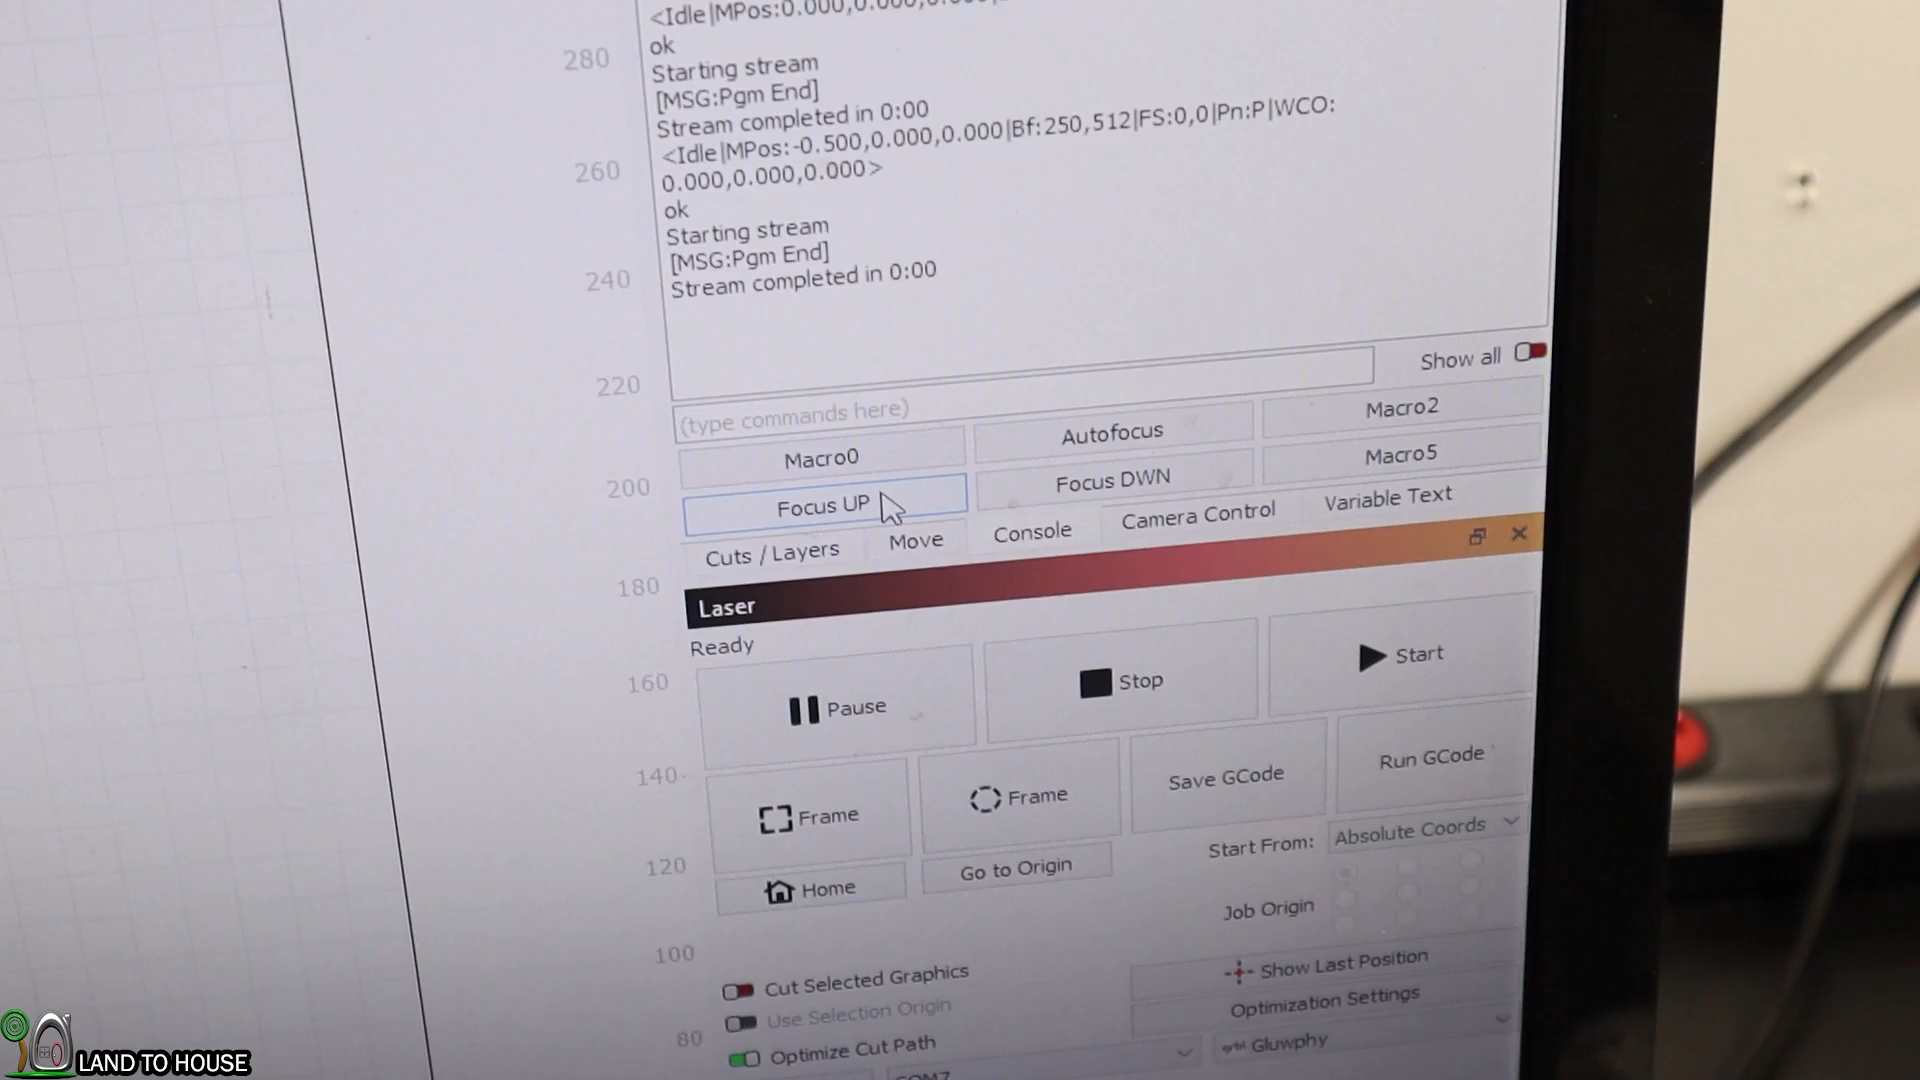 <Idle|MPos:0.000,0.000,
280
ok
Starting stream
[MSG:Pgm End]
Stream completed in 0:00
<Idle|MPos:-0.500,0.000,0.000|Bf:250,512|FS:0,0|Pn:P|WCO:
260
0.000,0.000,0.000>
ok
Starting stream
[MSG:Pgm End]
240
Stream completed in 0:00
220
Show all
(type commands here)
Macro0
Autofocus
Macro2
200
Focus UP
Focus DWN
Macro5
Cuts / Layers
Move
Console
Camera Control
Variable Text
180
Laser
Ready
160
Pause
Stop
Start
140
Frame
Frame
Save GCode
Run GCode
120
Start From:
Absolute Coords
Home
Go to Origin
Job Origin
100
Cut Selected Graphics
Show Last Position
Use Selection Origin
Optimization Settings
80
Optimize Cut Path
COM7
Gluwphy
LAND TO HOUSE